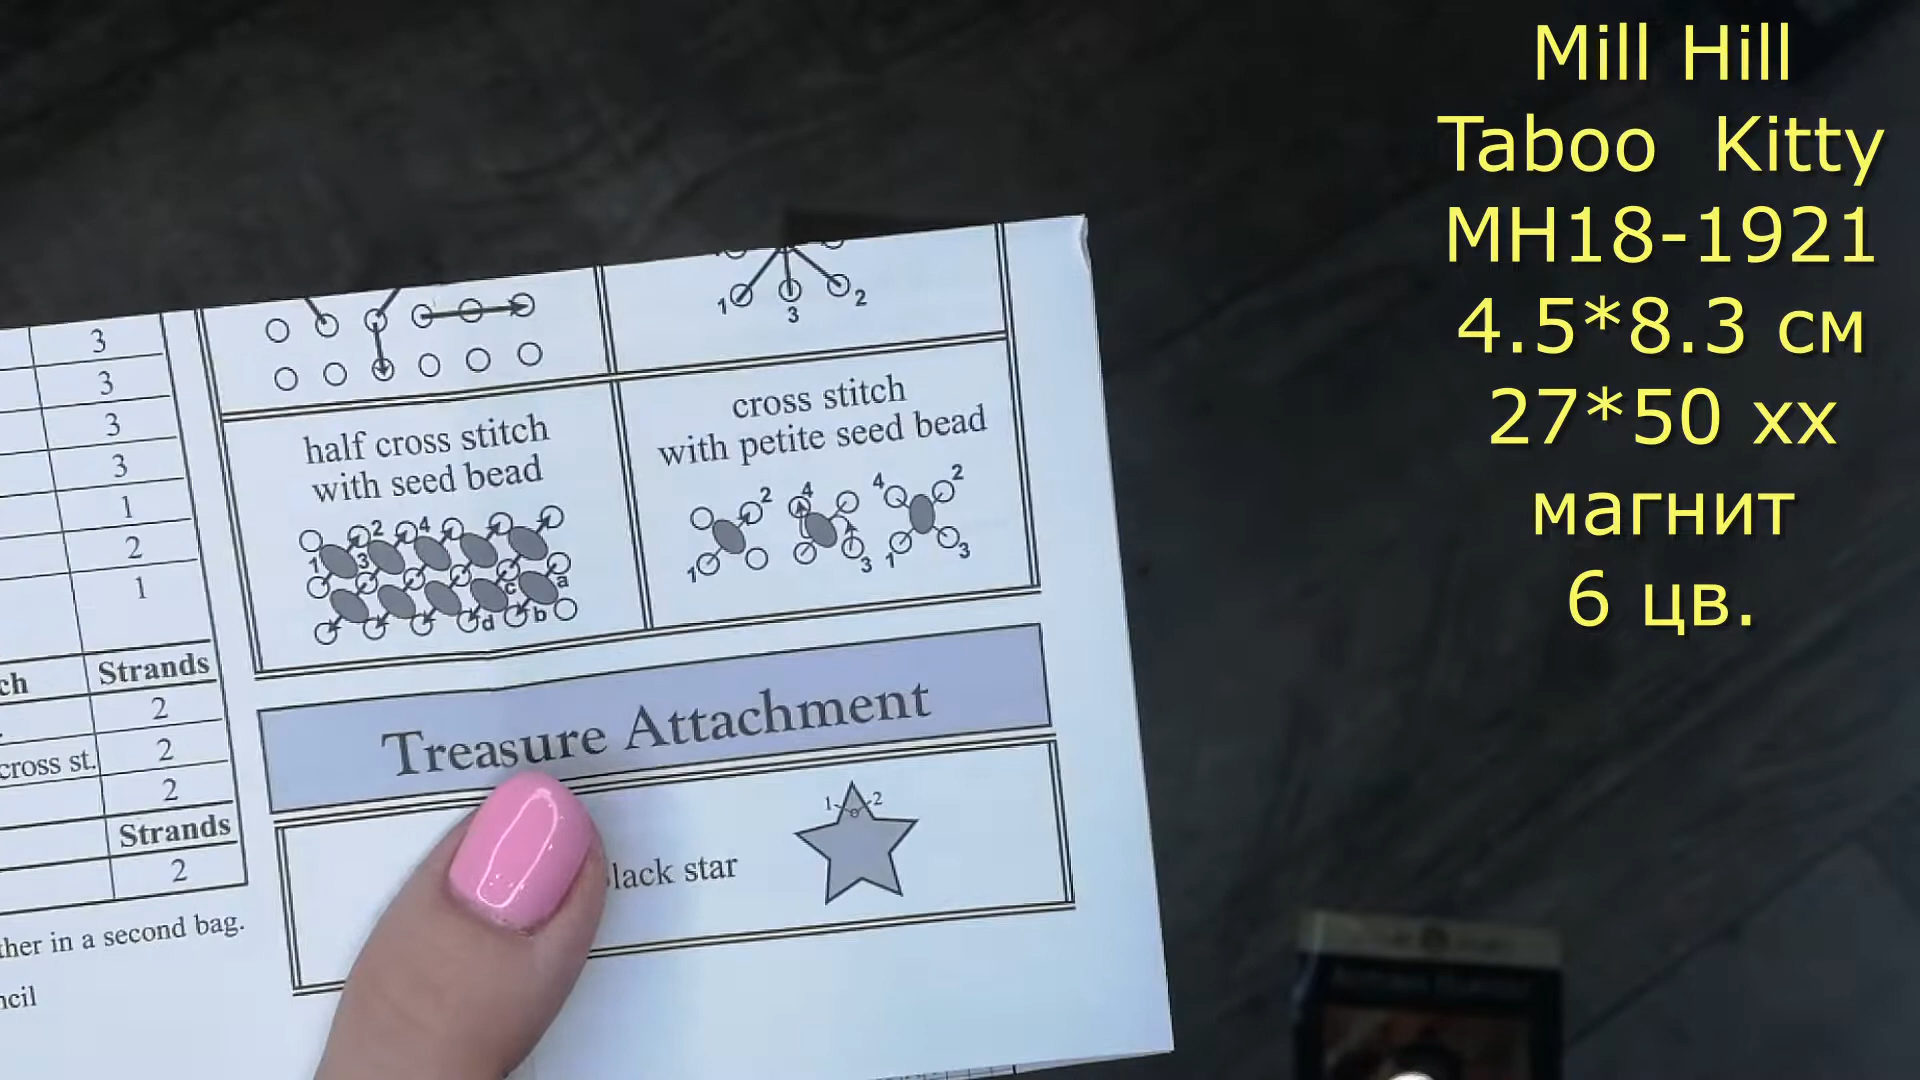 Mill Hill
Taboo Kitty
MH18-1921
4.5*8.3 см
27*50 хх
магнит
6 цв.
3
3
3
3
1
2
1
ch Strands
2
cross st. 2
2
Strands
2
ther in a second bag.
ncil
1 3 2
half cross stitch
with seed bead
1 2 3 4 a b c d
cross stitch
with petite seed bead
1 2
4 3
4 2 1 3
Treasure Attachment
lack star
1 2